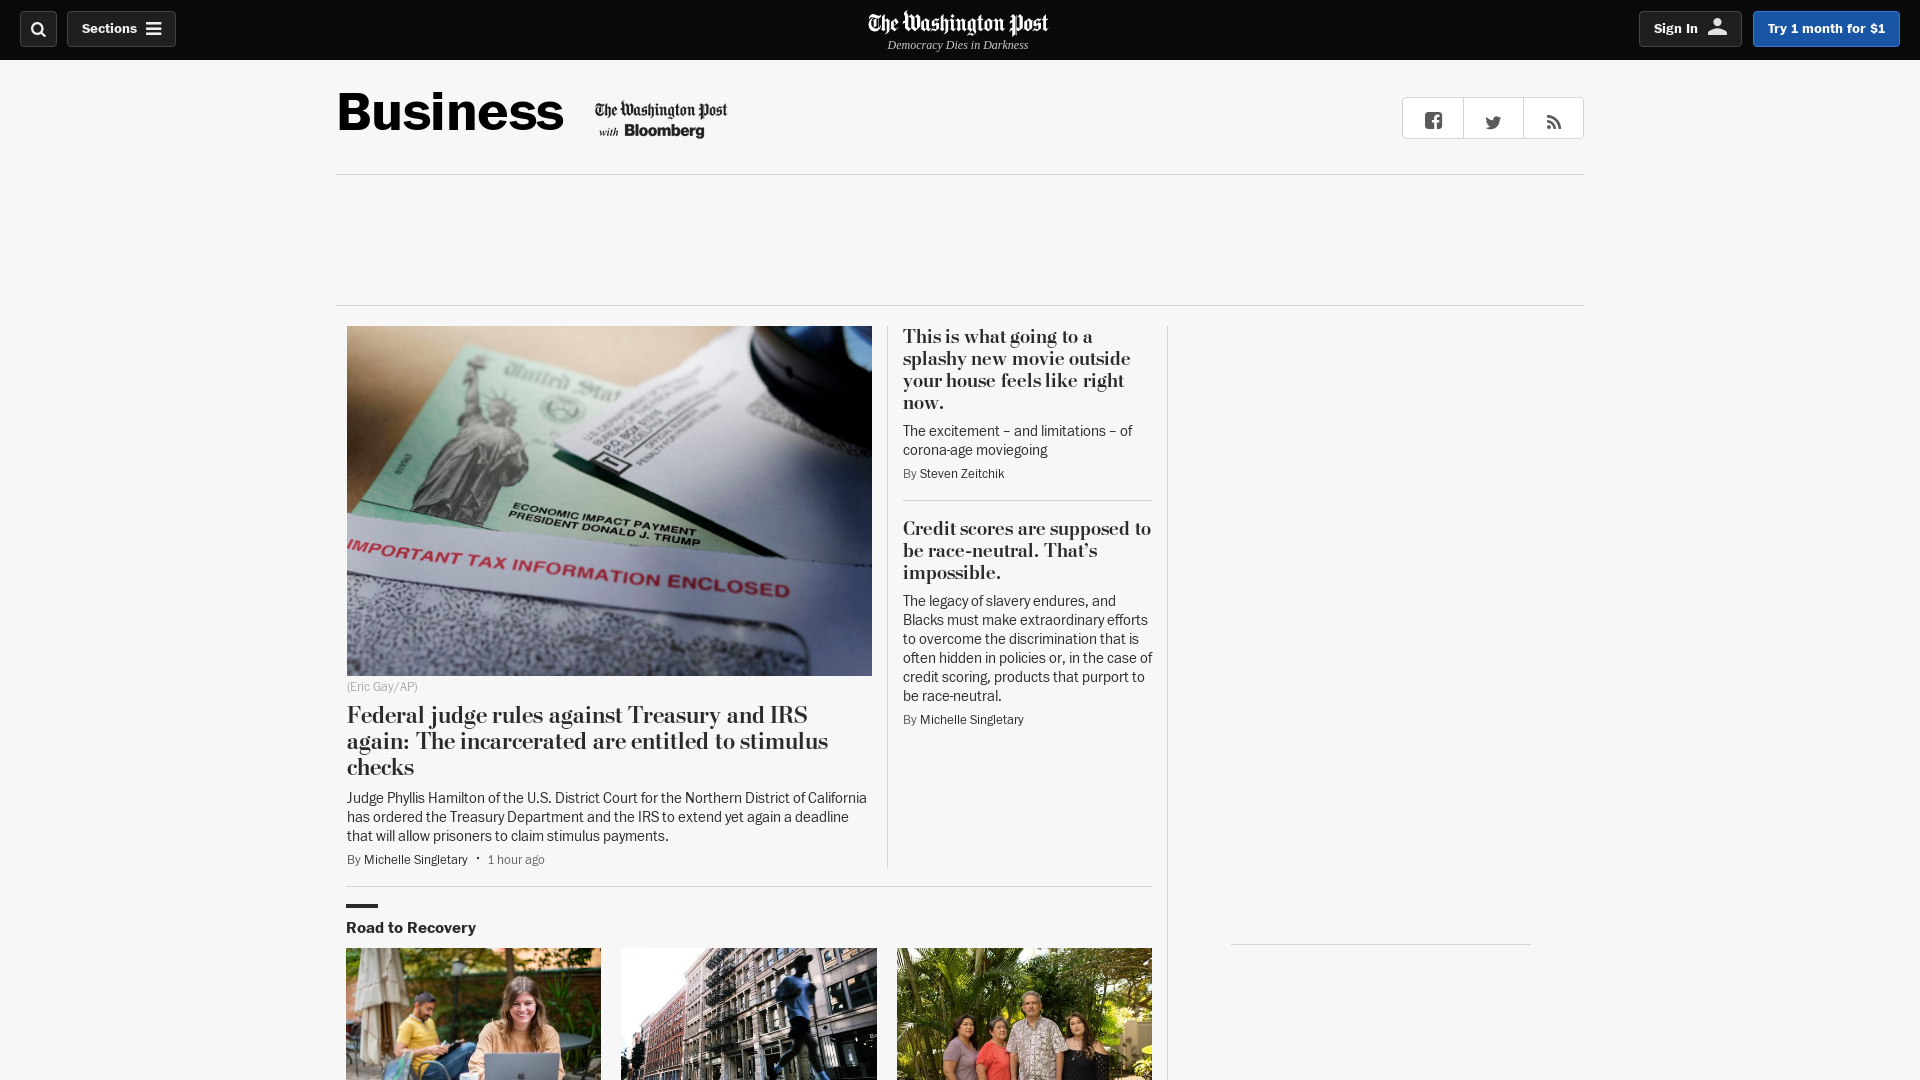 Sections
The Washington Post
Democracy Dies in Darkness
Sign In
Try 1 month for $1
Business
The Washington Post
with Bloomberg
United Stat
ECONOMIC IMPACT PAYMENT
PRESIDENT DONALD J. TRUMP
IMPORTANT TAX INFORMATION ENCLOSED
(Eric Gay/AP)
Federal judge rules against Treasury and IRS
again: The incarcerated are entitled to stimulus
checks
Judge Phyllis Hamilton of the U.S. District Court for the Northern District of California
has ordered the Treasury Department and the IRS to extend yet again a deadline
that will allow prisoners to claim stimulus payments.
By Michelle Singletary • 1 hour ago
This is what going to a
splashy new movie outside
your house feels like right
now.
The excitement – and limitations – of
corona-age moviegoing
By Steven Zeitchik
Credit scores are supposed to
be race-neutral. That’s
impossible.
The legacy of slavery endures, and
Blacks must make extraordinary efforts
to overcome the discrimination that is
often hidden in policies or, in the case of
credit scoring, products that purport to
be race-neutral.
By Michelle Singletary
Road to Recovery